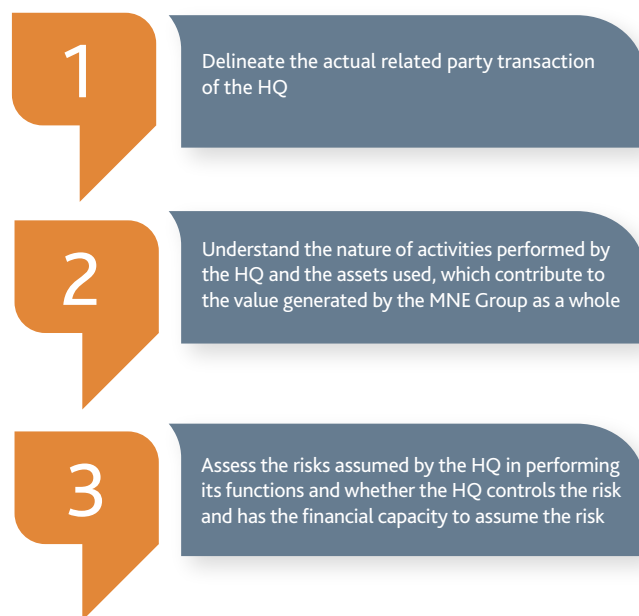 1
Delineate the actual related party transaction
of the HQ
2
Understand the nature of activities performed by
the HQ and the assets used, which contribute to
the value generated by the MNE Group as a whole
3
Assess the risks assumed by the HQ in performing
its functions and whether the HQ controls the risk
and has the financial capacity to assume the risk